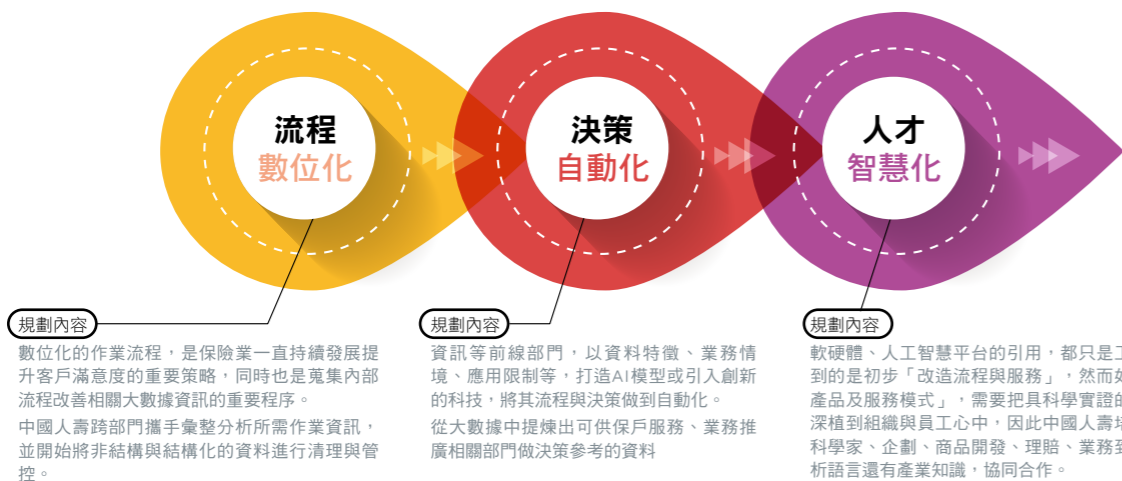 流程
數位化
決策
自動化
人才
智慧化
規劃內容
數位化的作業流程，是保險業一直持續發展提
升客戶滿意度的重要策略，同時也是蒐集內部
流程改善相關大數據資訊的重要程序。
中國人壽跨部門攜手彙整分析所需作業資訊，
並開始將非結構與結構化的資料進行清理與管
控。
規劃內容
資訊等前線部門，以資料特徵、業務情
境、應用限制等，打造AI模型或引入創新
的科技，將其流程與決策做到自動化。
從大數據中提煉出可供保戶服務、業務推
廣相關部門做決策參考的資料
規劃內容
軟硬體、人工智慧平台的引用，都只是工
到的是初步「改造流程與服務」，然而如
產品及服務模式」，需要把具科學實證的
深植到組織與員工心中，因此中國人壽培
科學家、企劃、商品開發、理賠、業務到
析語言還有產業知識，協同合作。